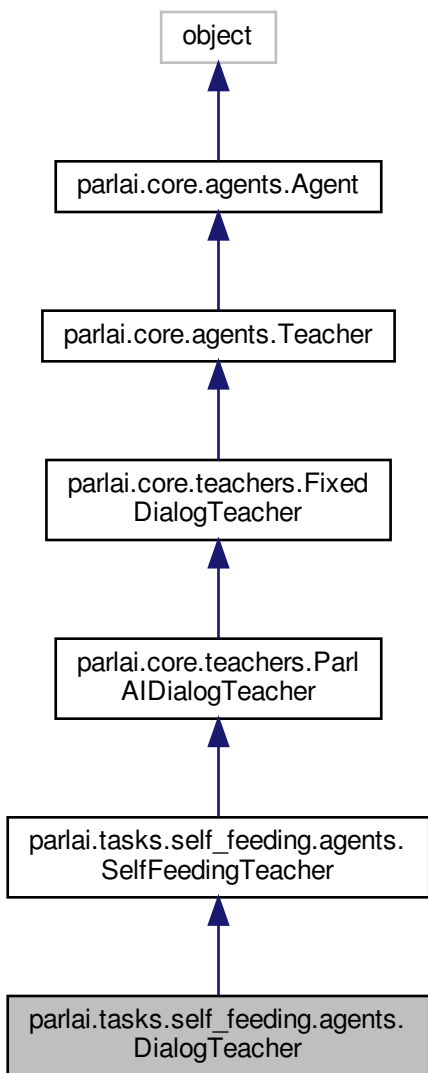 object
parlai.core.agents.Agent
parlai.core.agents.Teacher
parlai.core.teachers.Fixed
DialogTeacher
parlai.core.teachers.Parl
AIDialogTeacher
parlai.tasks.self_feeding.agents.
SelfFeedingTeacher
parlai.tasks.self_feeding.agents.
DialogTeacher